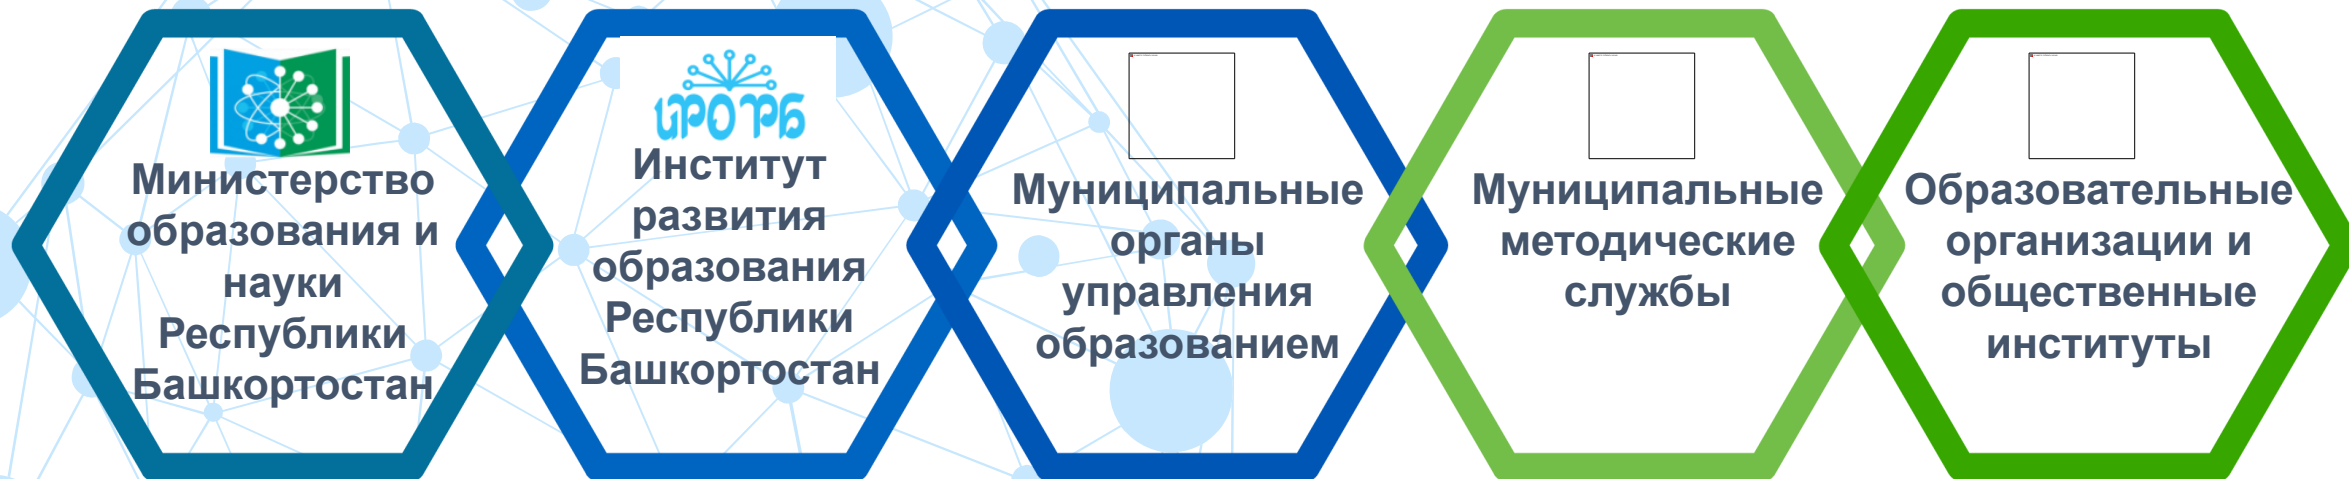 ИРО РБ
Министерство
образования и
науки
Республики
Башкортостан
Институт
развития
образования
Республики
Башкортостан
Муниципальные
органы
управления
образованием
Муниципальные
методические
службы
Образовательные
организации и
общественные
институты